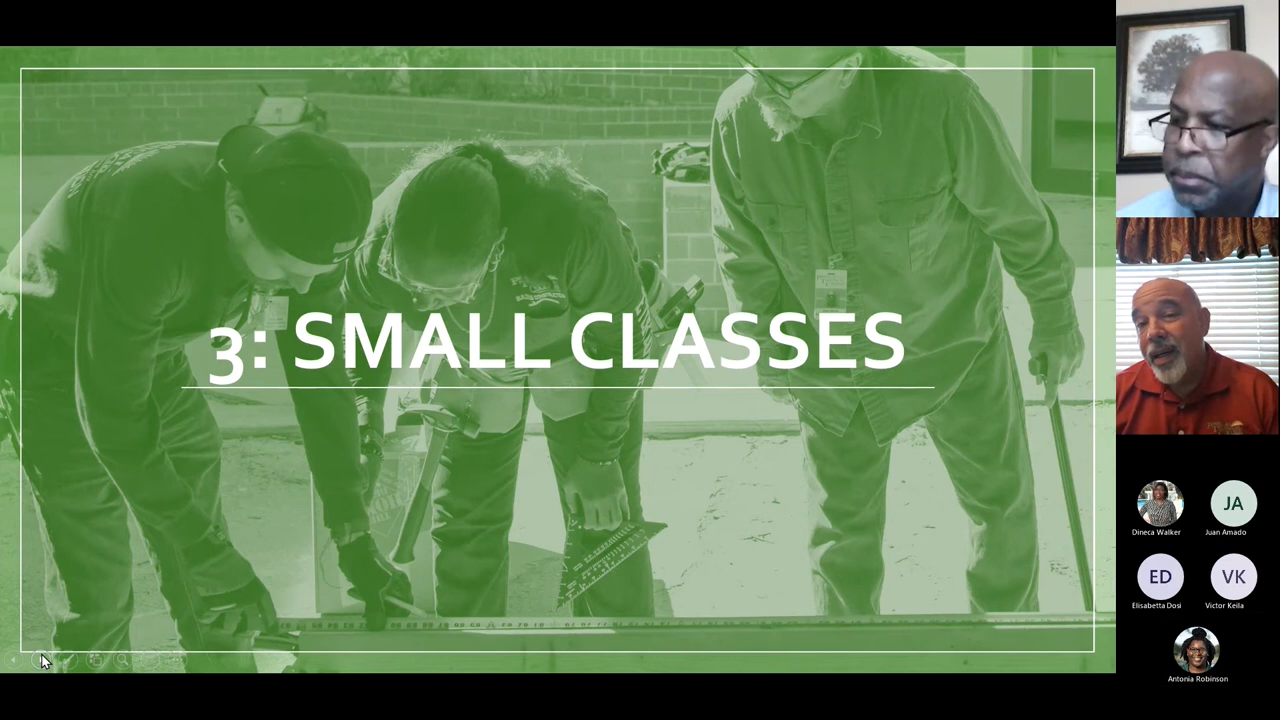 3: SMALL CLASSES
JA
Dineca Walker
Juan Amado
ED
VK
Elisabetta Dosi
Victor Keila
Antonia Robinson